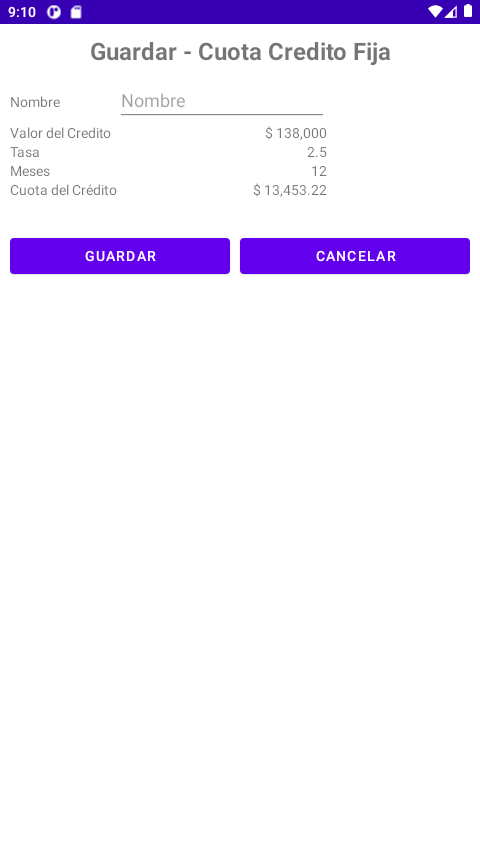 9:10
Guardar - Cuota Credito Fija
Nombre Nombre
Valor del Credito $ 138,000
Tasa 2.5
Meses 12
Cuota del Crédito $ 13,453.22
GUARDAR CANCELAR